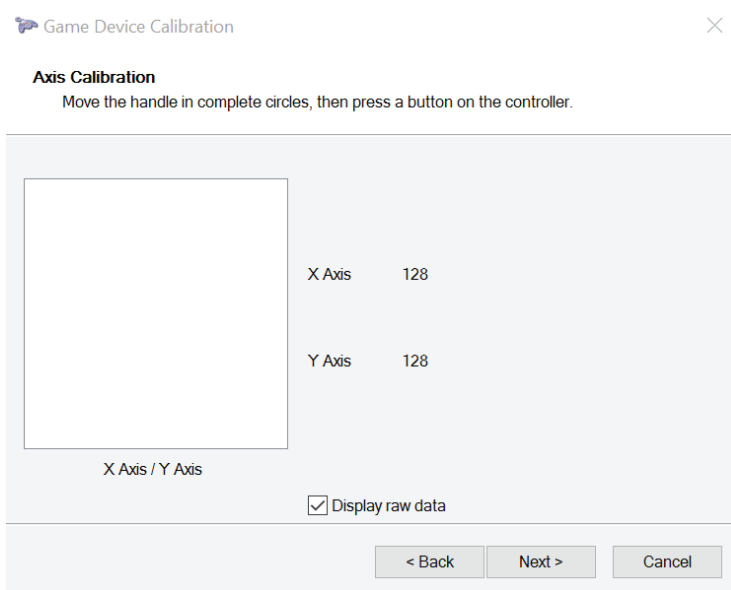 Game Device Calibration
Axis Calibration
Move the handle in complete circles, then press a button on the controller.
X Axis 128
Y Axis 128
X Axis / Y Axis
Display raw data
< Back Next > Cancel